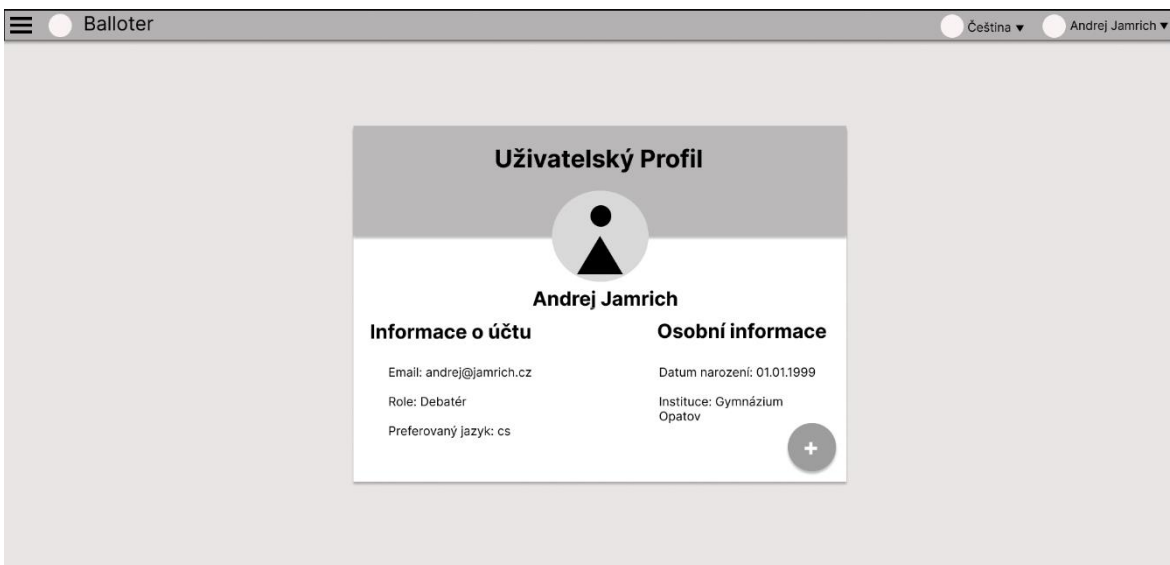 Balloter
Čeština ▼
Andrej Jamrich ▼
Uživatelský Profil
Andrej Jamrich
Informace o účtu
Email: andrej@jamrich.cz
Role: Debatér
Preferovaný jazyk: cs
Osobní informace
Datum narození: 01.01.1999
Instituce: Gymnázium
Opatov
+